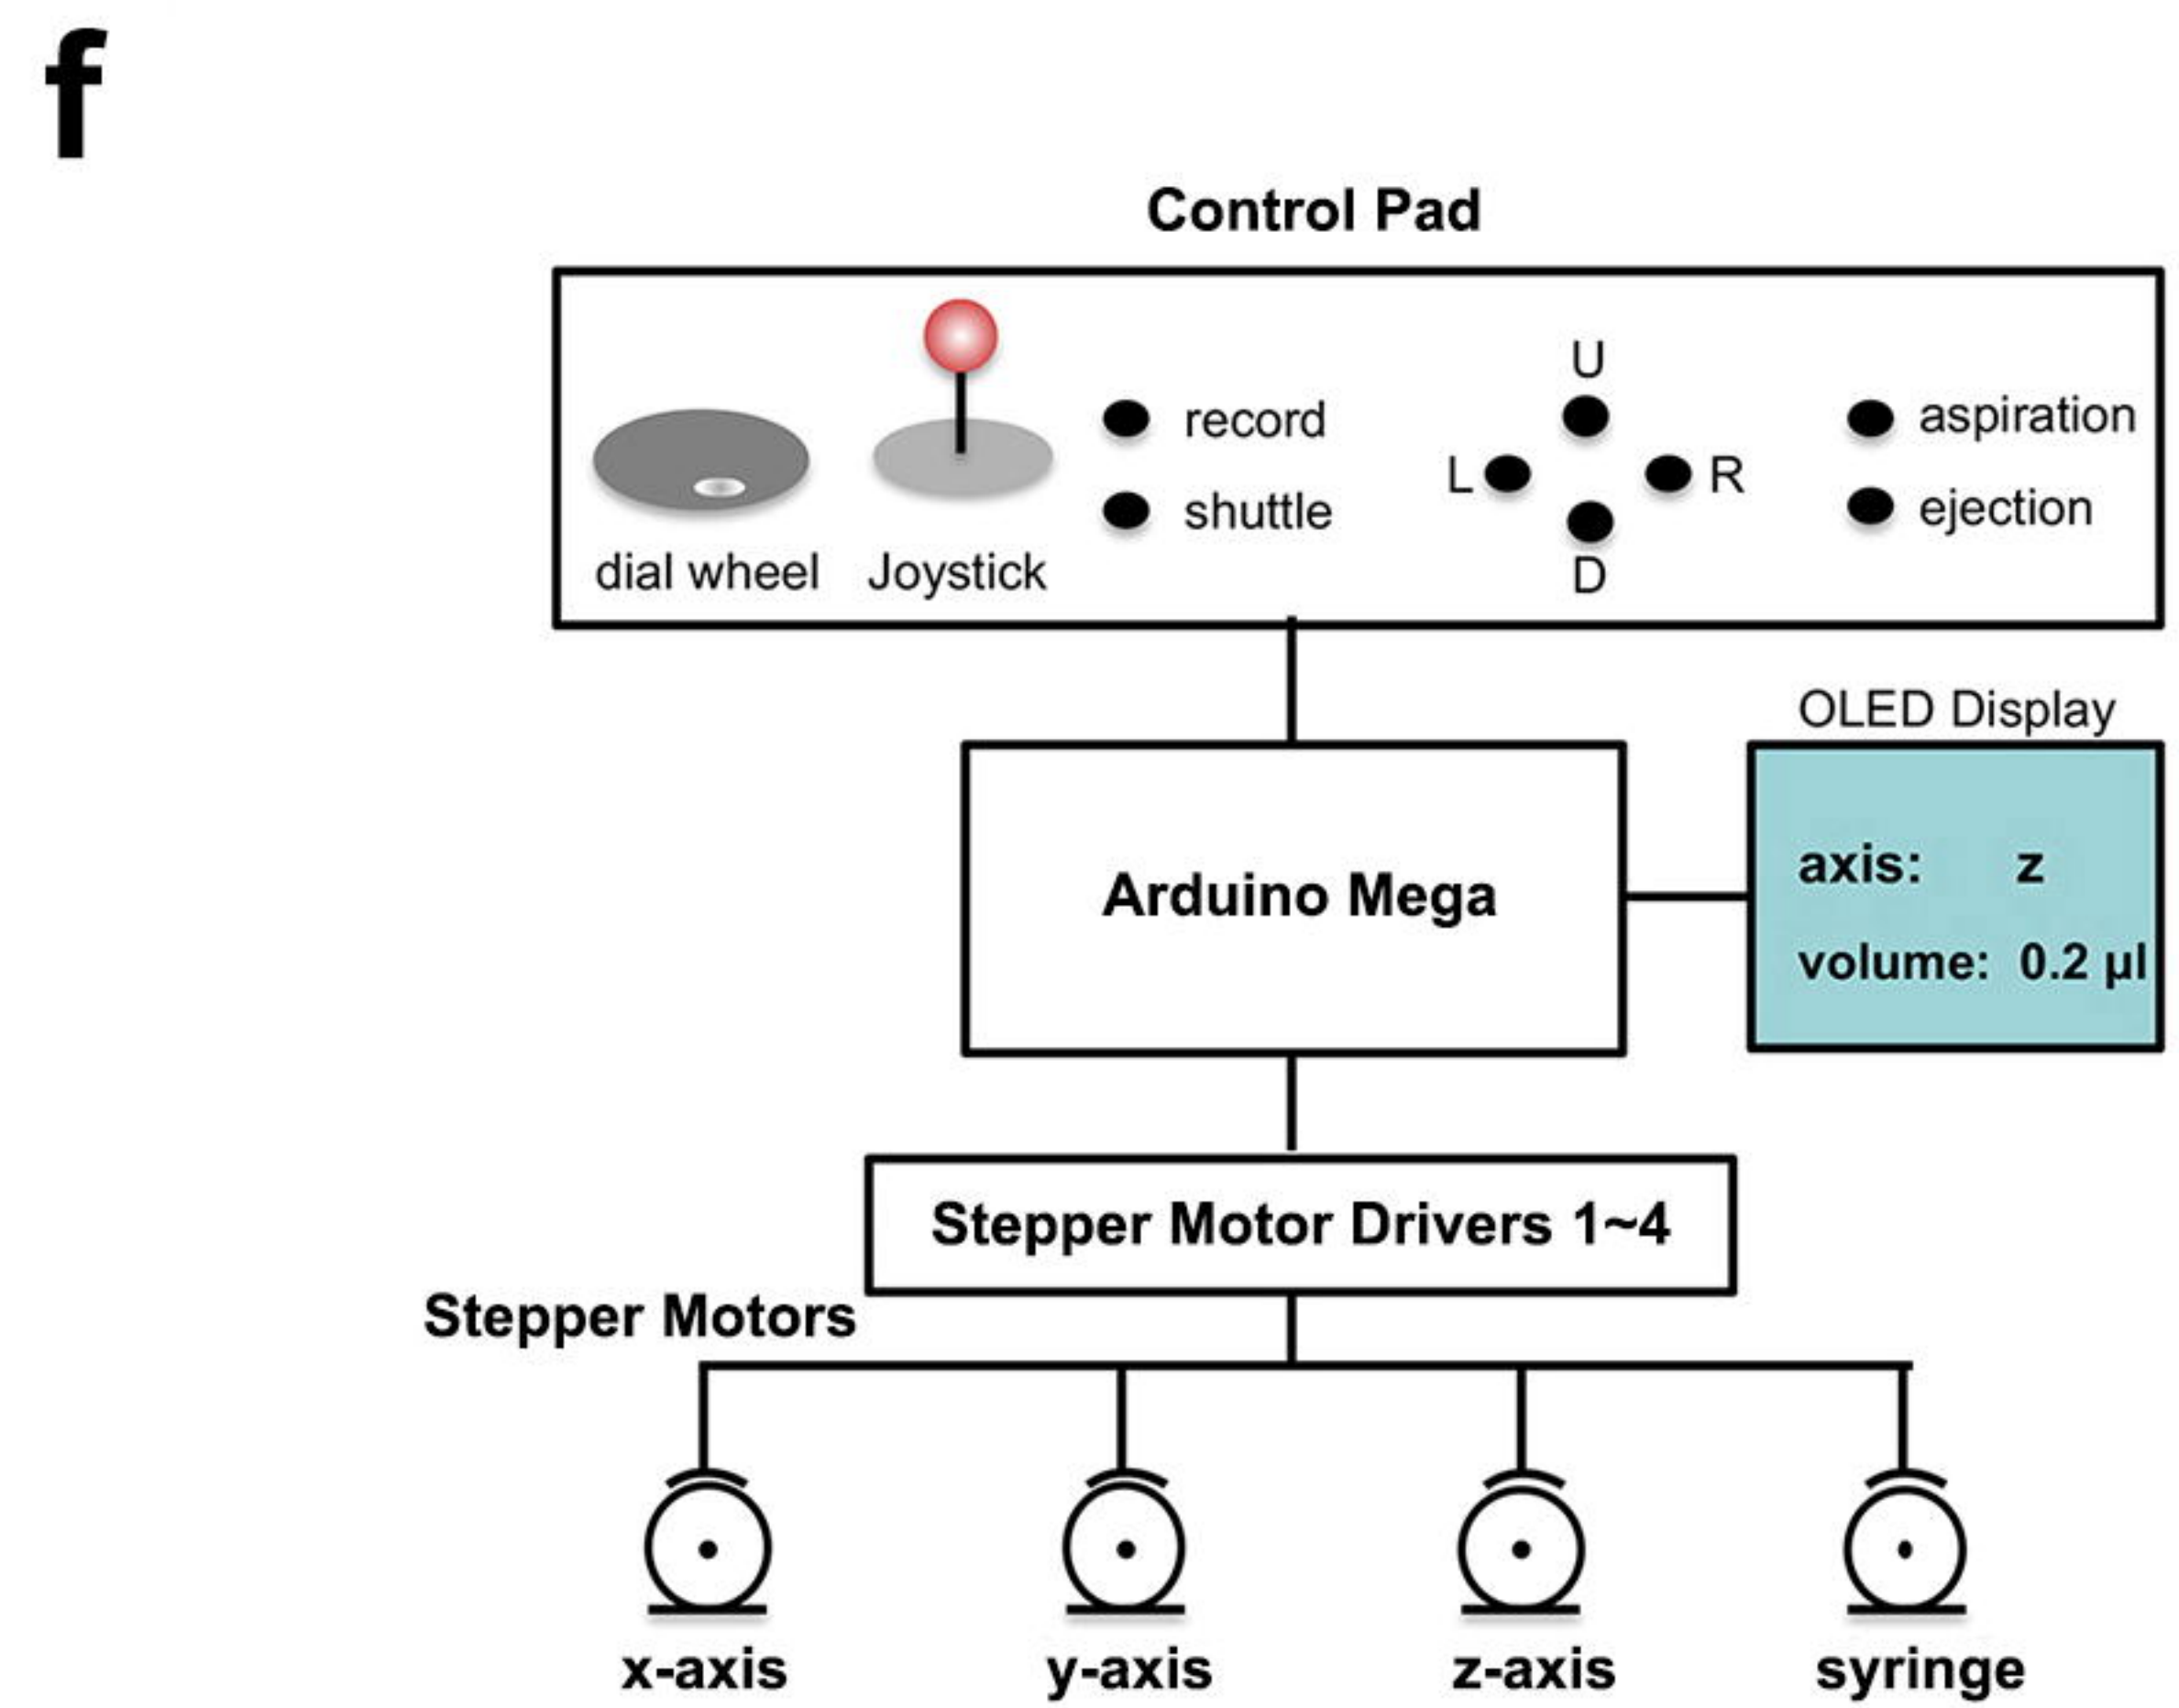 f
Control Pad
U
record
aspiration
L
R
shuttle
ejection
dial wheel
Joystick
D
OLED Display
axis: z
Arduino Mega
volume: 0.2 µl
Stepper Motor Drivers 1~4
Stepper Motors
x-axis
y-axis
z-axis
syringe